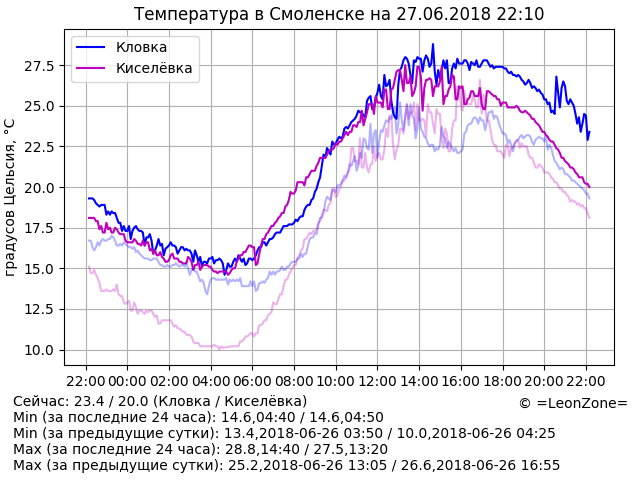 Температура в Смоленске на 27.06.2018 22:10
Кловка
Киселёвка
градусов Цельсия, °C
27.5
25.0
22.5
20.0
17.5
15.0
12.5
10.0
22:00 00:00 02:00 04:00 06:00 08:00 10:00 12:00 14:00 16:00 18:00 20:00 22:00
Сейчас: 23.4 / 20.0 (Кловка / Киселёвка)
© =LeonZone=
Min (за последние 24 часа): 14.6,04:40 / 14.6,04:50
Min (за предыдущие сутки): 13.4,2018-06-26 03:50 / 10.0,2018-06-26 04:25
Max (за последние 24 часа): 28.8,14:40 / 27.5,13:20
Max (за предыдущие сутки): 25.2,2018-06-26 13:05 / 26.6,2018-06-26 16:55